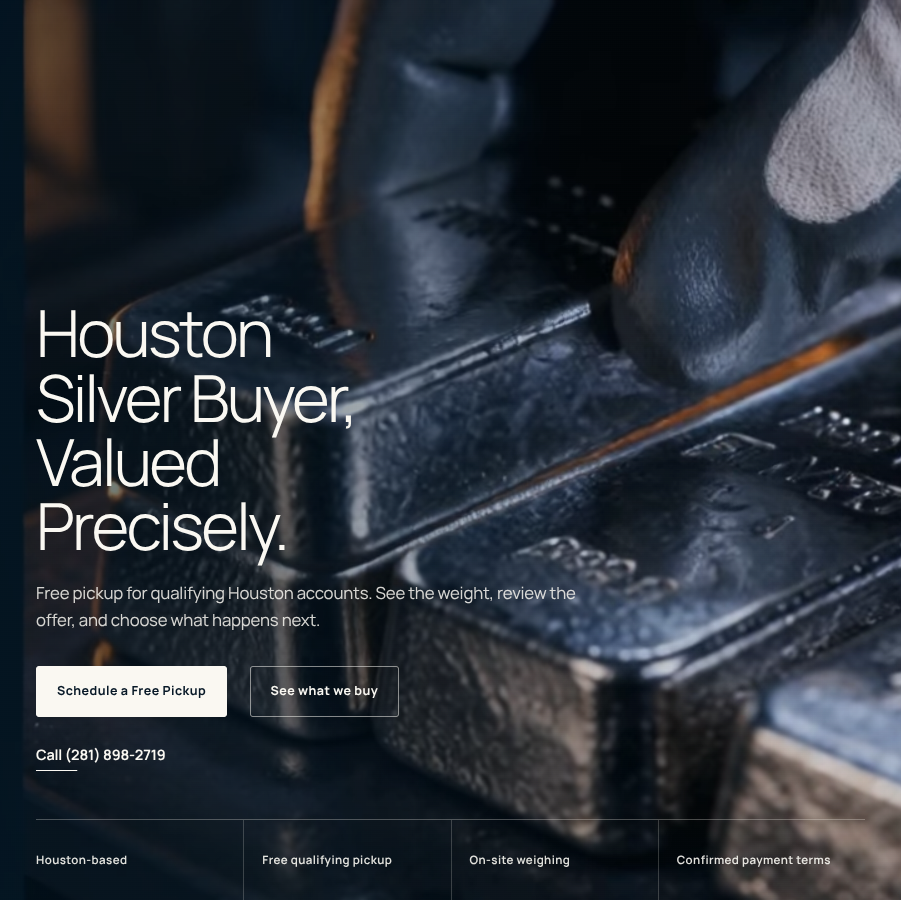 Houston
Silver Buyer,
Valued
Precisely.
Free pickup for qualifying Houston accounts. See the weight, review the
offer, and choose what happens next.
Schedule a Free Pickup
See what we buy
Call (281) 898-2719
Houston-based
Free qualifying pickup
On-site weighing
Confirmed payment terms